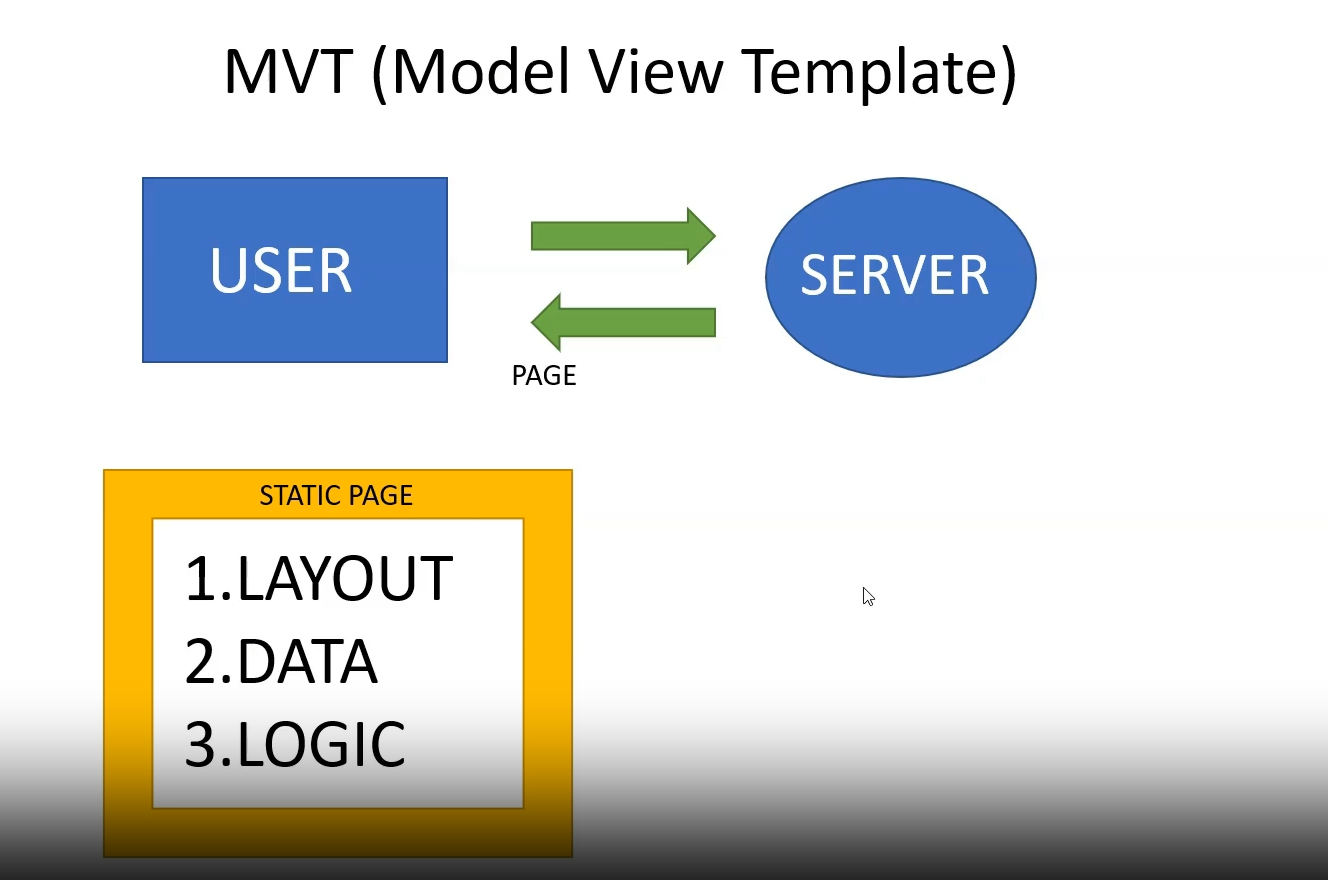 MVT (Model View Template)
USER
SERVER
PAGE
STATIC PAGE
1.LAYOUT
2.DATA
3.LOGIC